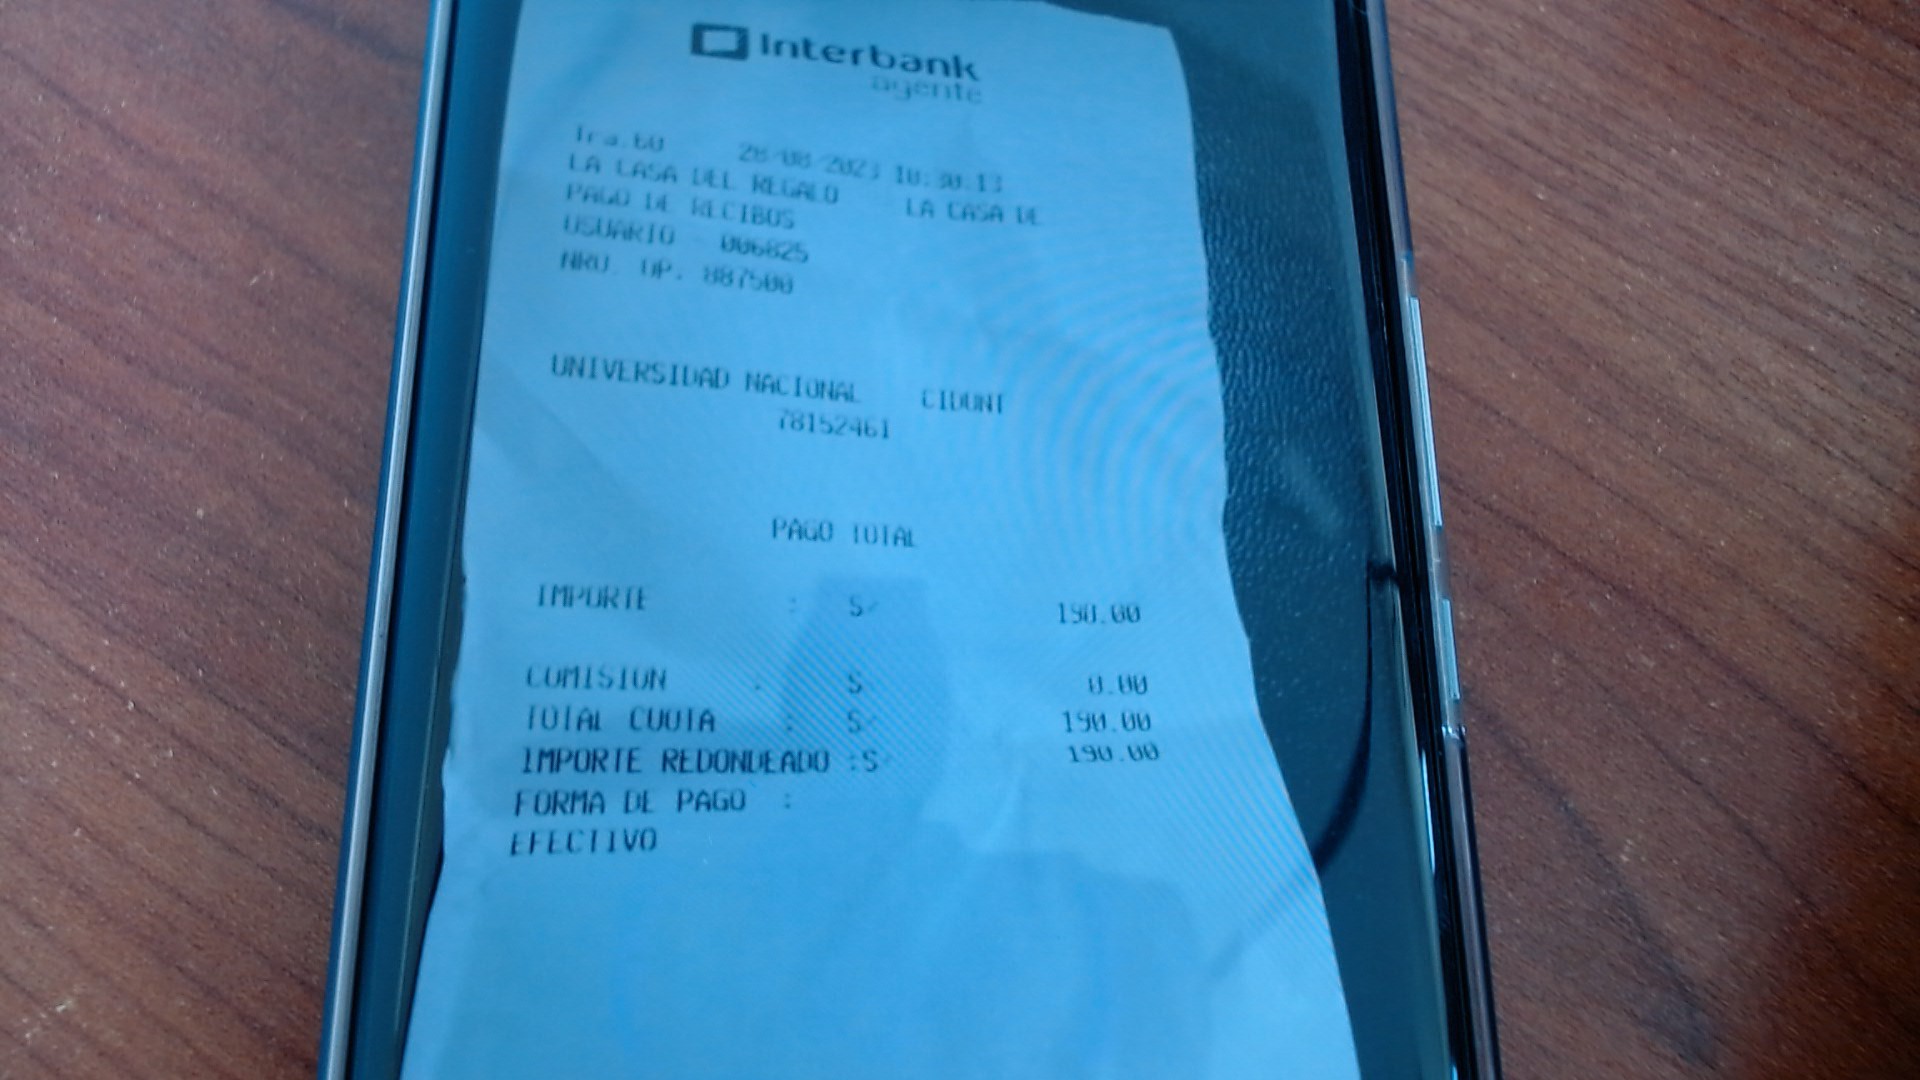 Interbank
agente
Tra.60 28/08/2023 10:30:13
LA CASA DEL REGALO LA CASA DE
PAGO DE RECIBOS
USUARIO 006825
NRO. OP. 887500
UNIVERSIDAD NACIONAL CIDUNT
78152461
PAGO TOTAL
IMPORTE : S/ 190.00
COMISION : S/ 0.00
TOTAL CUOTA : S/ 190.00
IMPORTE REDONDEADO :S/ 190.00
FORMA DE PAGO :
EFECTIVO